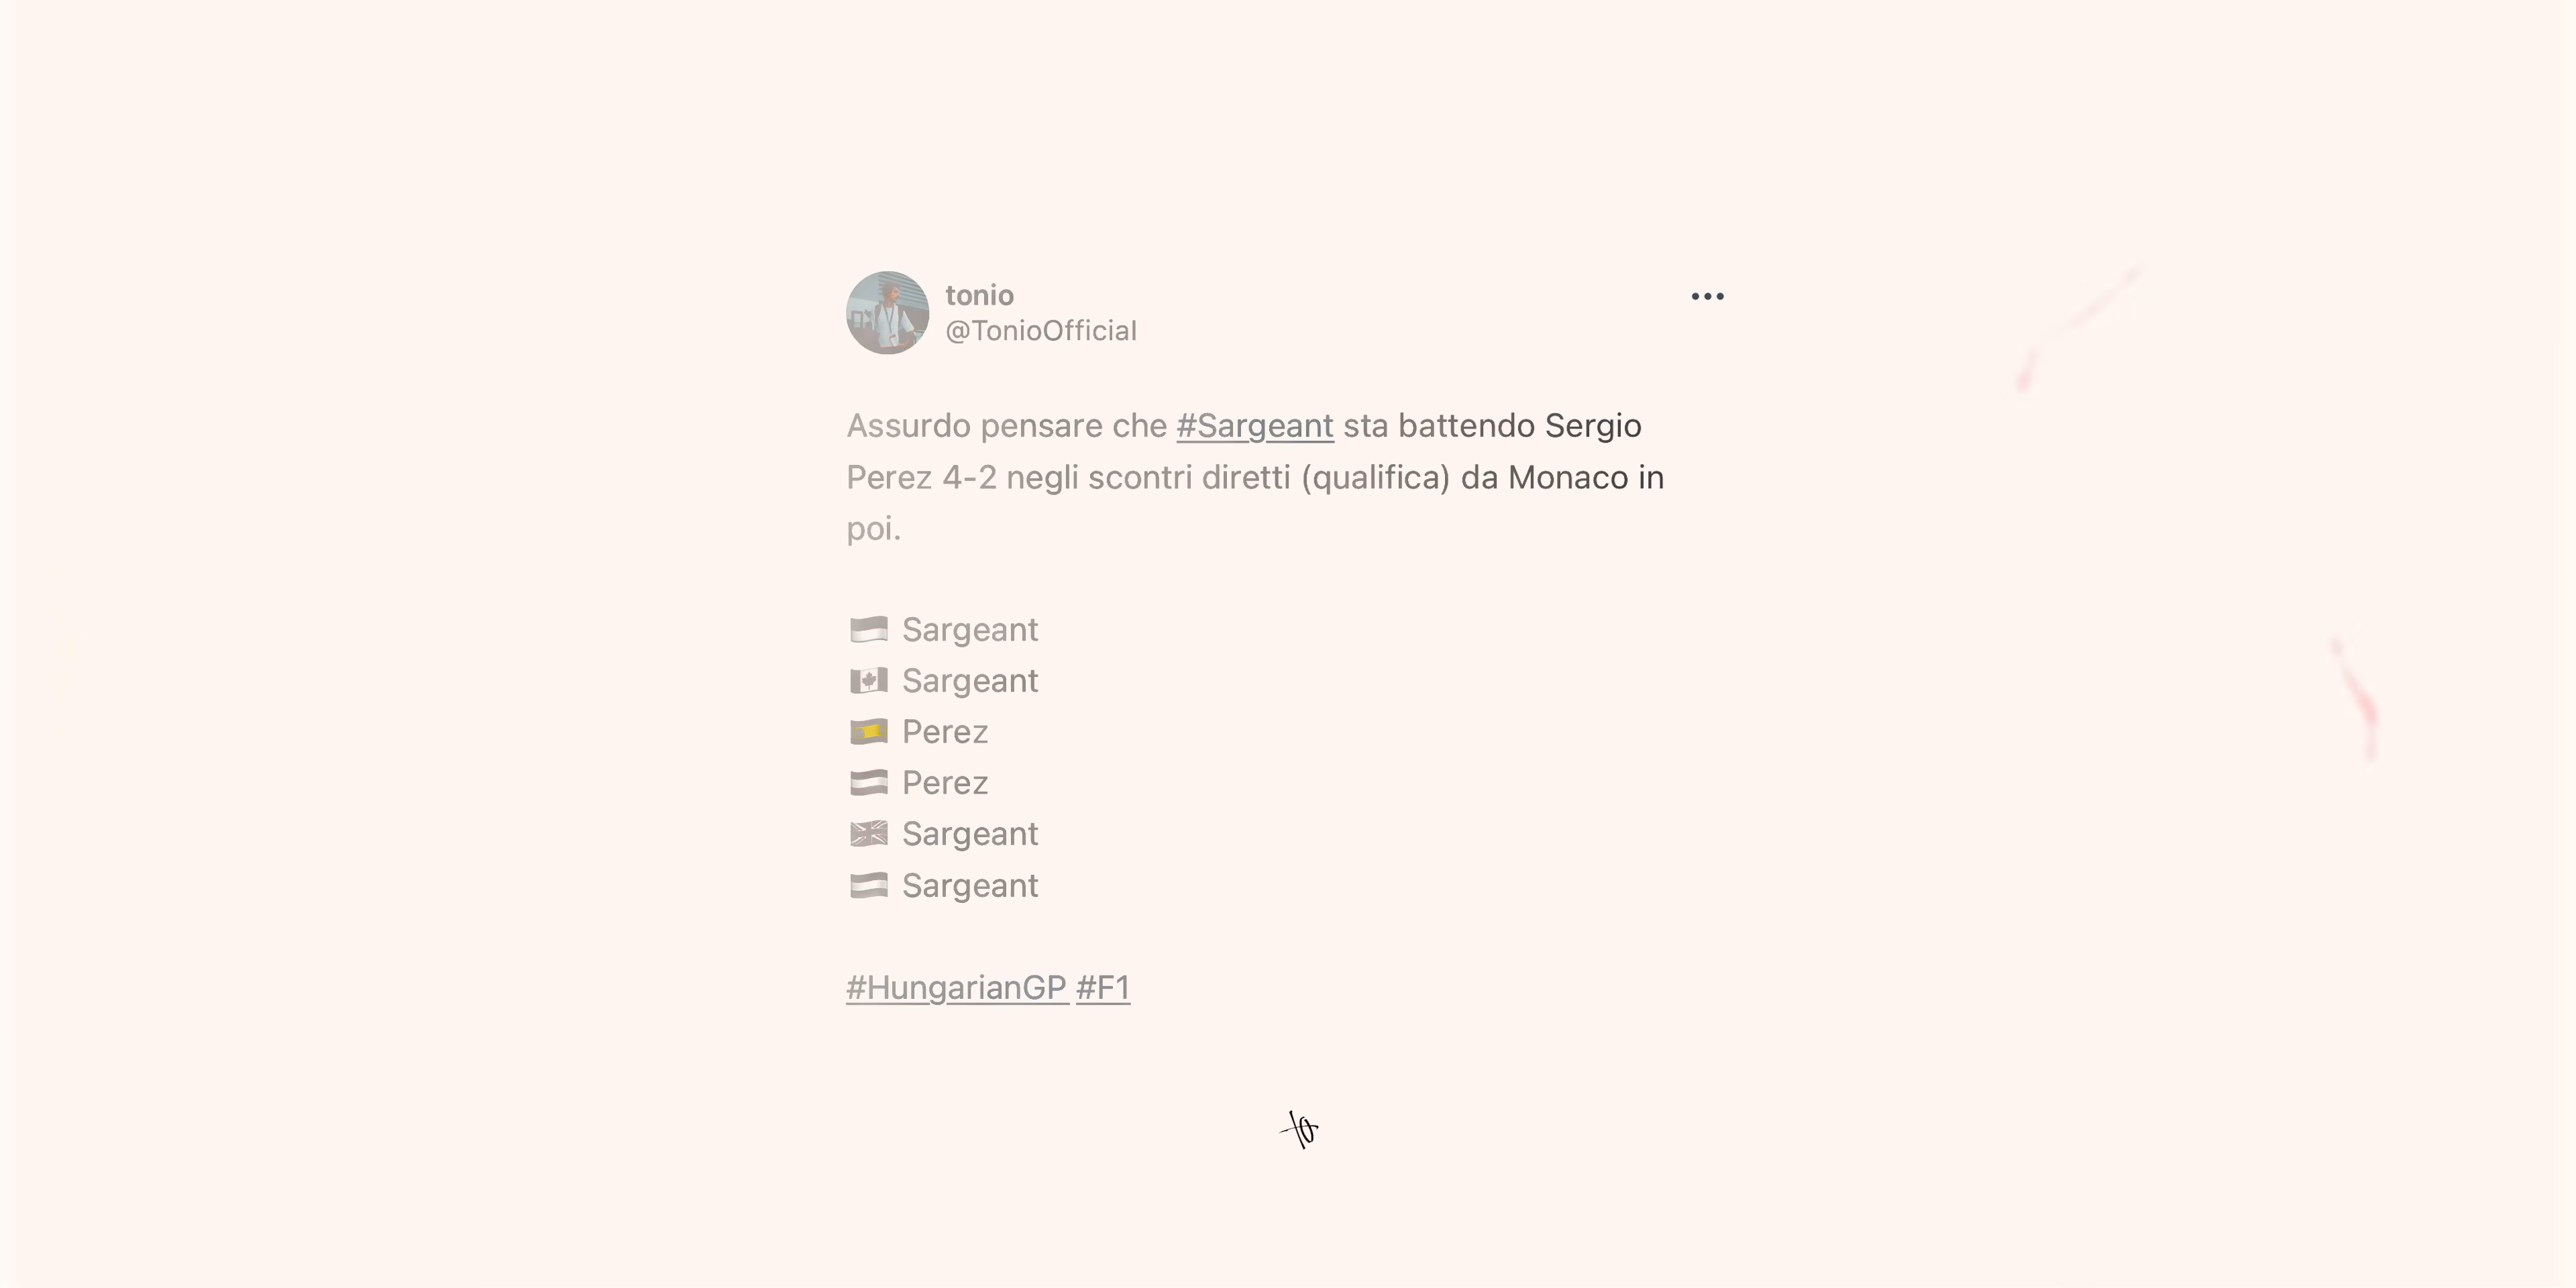 tonio
@TonioOfficial
Assurdo pensare che #Sargeant sta battendo Sergio
Perez 4-2 negli scontri diretti (qualifica) da Monaco in
poi.
Sargeant
Sargeant
Perez
Perez
Sargeant
Sargeant
#HungarianGP #F1